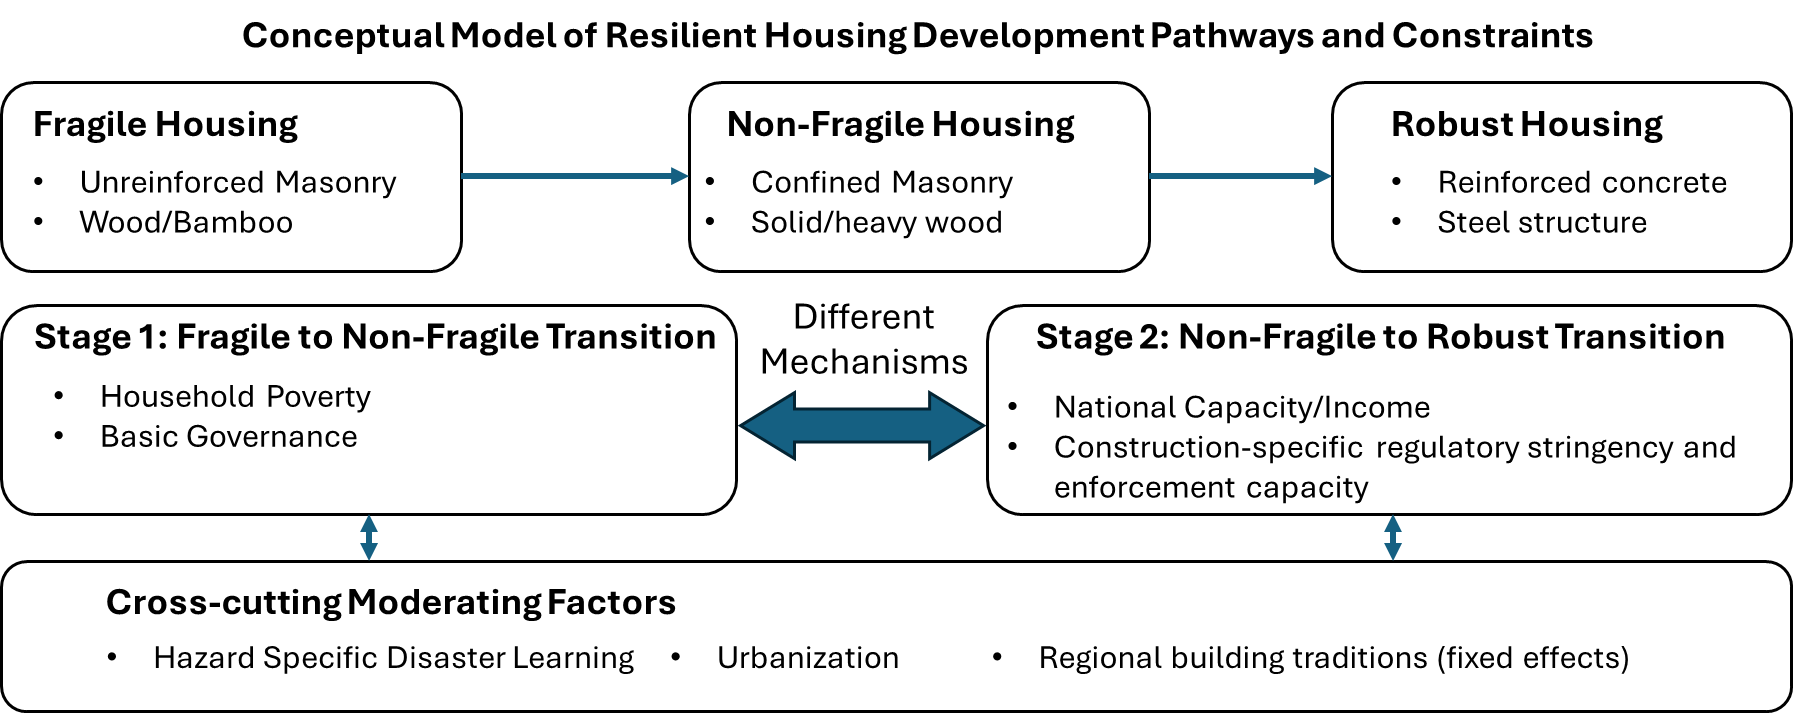 Conceptual Model of Resilient Housing Development Pathways and Constraints
Fragile Housing
• Unreinforced Masonry
• Wood/Bamboo
Non-Fragile Housing
• Confined Masonry
• Solid/heavy wood
Robust Housing
• Reinforced concrete
• Steel structure
Stage 1: Fragile to Non-Fragile Transition
• Household Poverty
• Basic Governance
Different
Mechanisms
Stage 2: Non-Fragile to Robust Transition
• National Capacity/Income
• Construction-specific regulatory stringency and
enforcement capacity
Cross-cutting Moderating Factors
• Hazard Specific Disaster Learning • Urbanization • Regional building traditions (fixed effects)